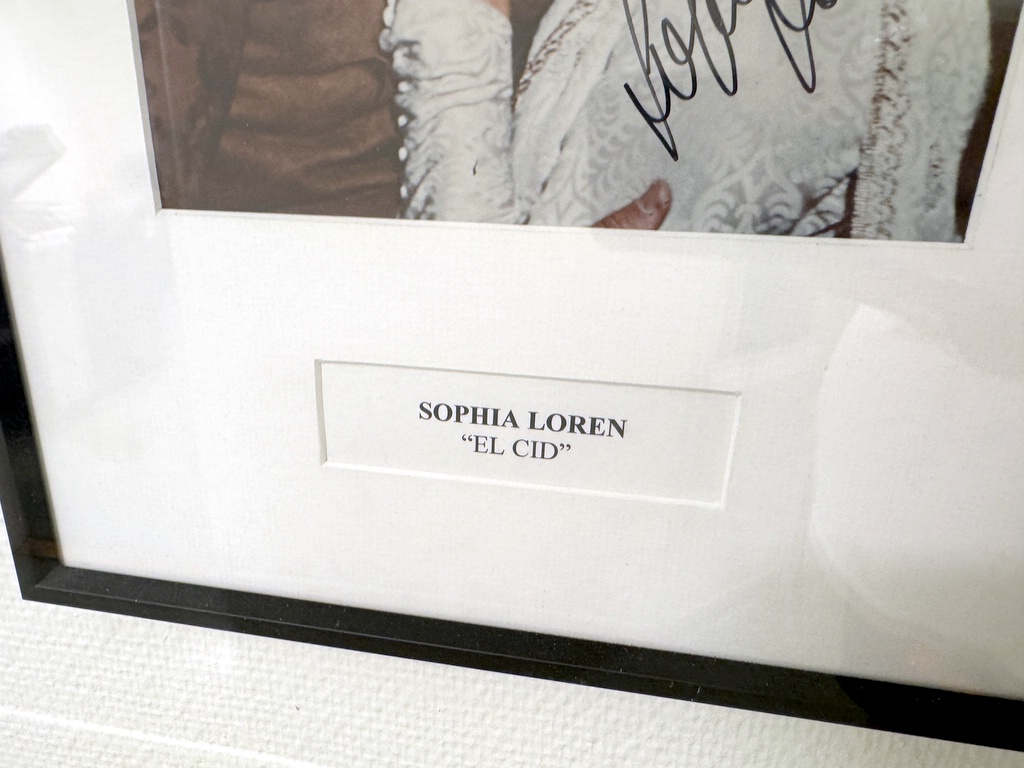 SOPHIA LOREN
“EL CID”